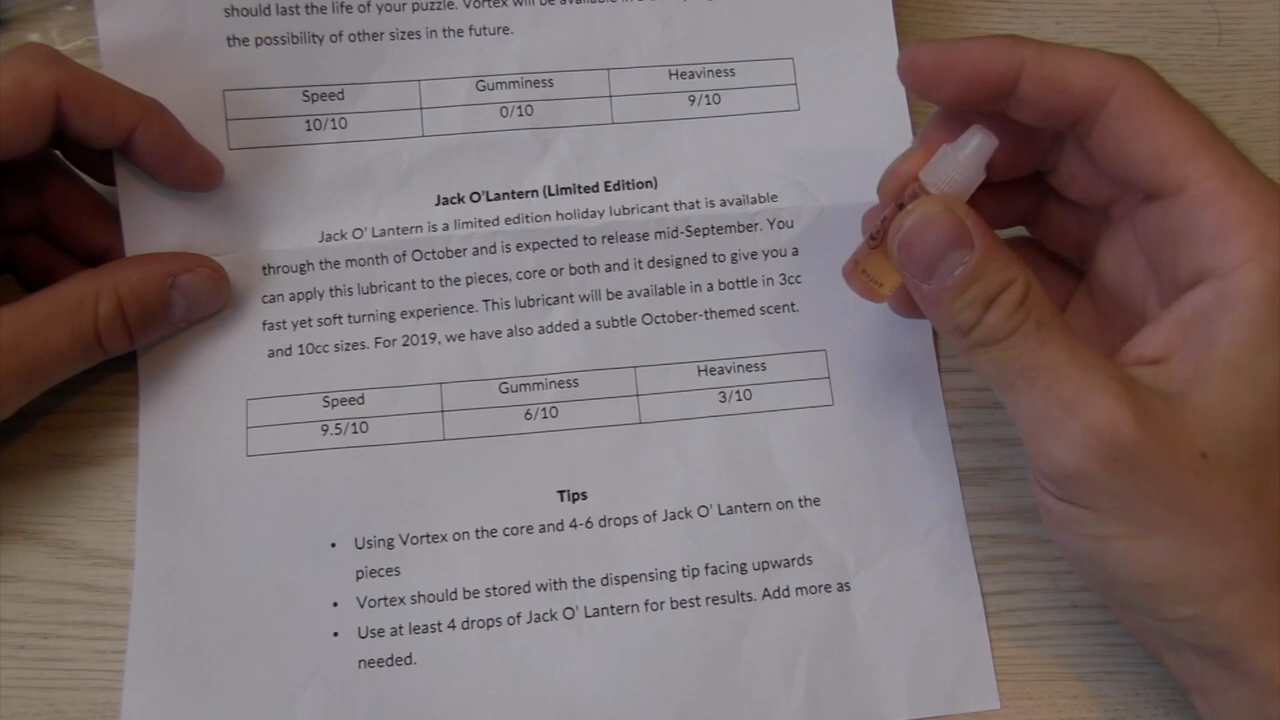 should last the life of your puzzle. Vortex will be available in a
the possibility of other sizes in the future.
Speed Gumminess Heaviness
10/10 0/10 9/10
Jack O'Lantern (Limited Edition)
Jack O' Lantern is a limited edition holiday lubricant that is available
through the month of October and is expected to release mid-September. You
can apply this lubricant to the pieces, core or both and it designed to give you a
fast yet soft turning experience. This lubricant will be available in a bottle in 3cc
and 10cc sizes. For 2019, we have also added a subtle October-themed scent.
Speed Gumminess Heaviness
9.5/10 6/10 3/10
Tips
• Using Vortex on the core and 4-6 drops of Jack O' Lantern on the
pieces
• Vortex should be stored with the dispensing tip facing upwards
• Use at least 4 drops of Jack O' Lantern for best results. Add more as
needed.
enjoy